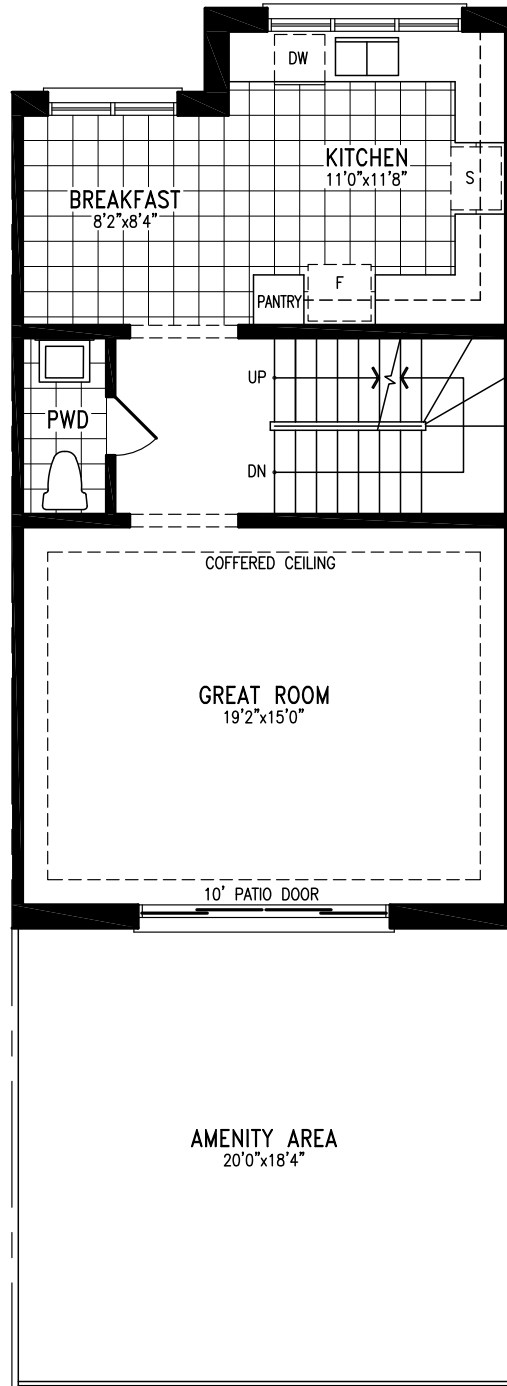 DW
KITCHEN
11'0"x11'8"
S
BREAKFAST
8'2"x8'4"
F
PANTRY
UP
PWD
DN
COFFERED CEILING
GREAT ROOM
19'2"x15'0"
10' PATIO DOOR
AMENITY AREA
20'0"x18'4"